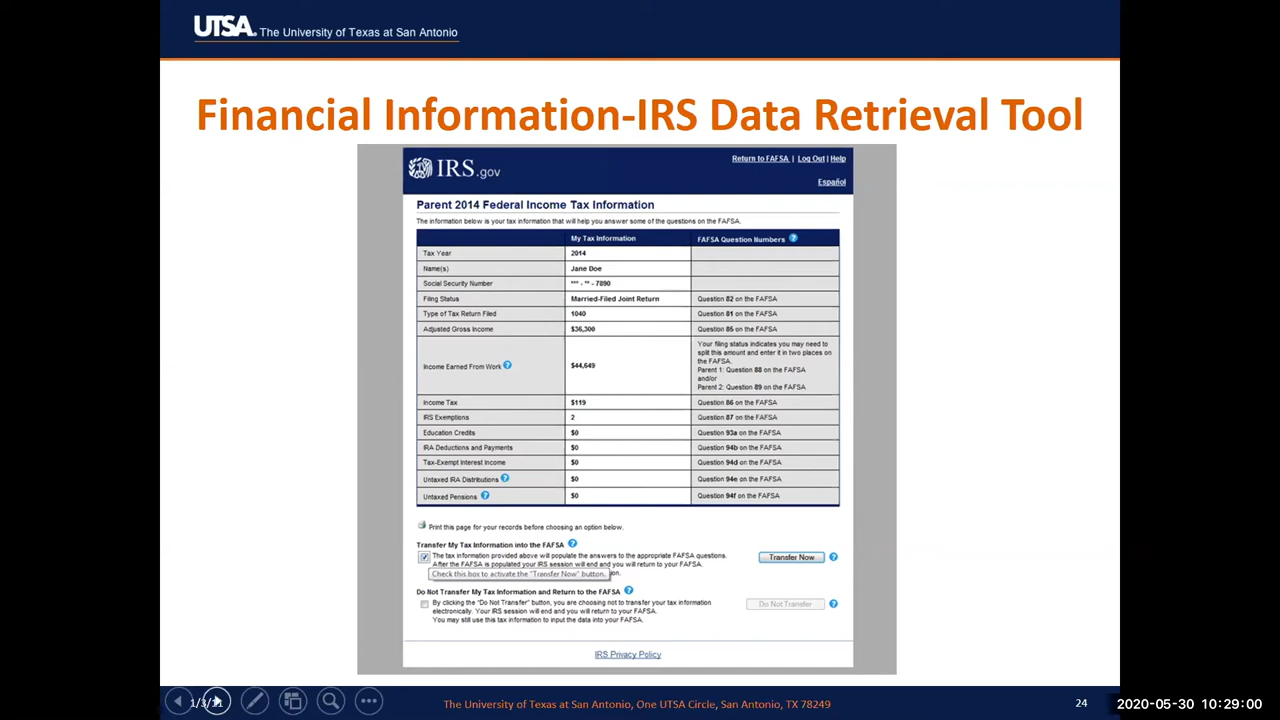 UTSA. The University of Texas at San Antonio
Financial Information-IRS Data Retrieval Tool
IRS.gov
Return to FAFSA | Log Out | Help
Español
Parent 2014 Federal Income Tax Information
The information below is your tax information that will help you answer some of the questions on the FAFSA.
My Tax Information FAFSA Question Numbers ?
Tax Year 2014
Name(s) Jane Doe
Social Security Number *** - ** - 7890
Filing Status Married-Filed Joint Return Question 82 on the FAFSA
Type of Tax Return Filed 1040 Question 81 on the FAFSA
Adjusted Gross Income $36,300 Question 85 on the FAFSA
Income Earned From Work ? $44,649 Your filing status indicates you may need to
split this amount and enter it in two places on
the FAFSA.
Parent 1: Question 88 on the FAFSA
and/or
Parent 2: Question 89 on the FAFSA
Income Tax $119 Question 86 on the FAFSA
IRS Exemptions 2 Question 87 on the FAFSA
Education Credits $0 Question 93a on the FAFSA
IRA Deductions and Payments $0 Question 94b on the FAFSA
Tax-Exempt Interest Income $0 Question 94d on the FAFSA
Untaxed IRA Distributions ? $0 Question 94e on the FAFSA
Untaxed Pensions ? $0 Question 94f on the FAFSA
Print this page for your records before choosing an option below.
Transfer My Tax Information into the FAFSA ?
The tax information provided above will populate the answers to the appropriate FAFSA questions.
After the FAFSA is populated your IRS session will end and you will return to your FAFSA.
Transfer Now ?
Check this box to activate the "Transfer Now" button.
Do Not Transfer My Tax Information and Return to the FAFSA ?
By clicking the "Do Not Transfer" button, you are choosing not to transfer your tax information
electronically. Your IRS session will end and you will return to your FAFSA.
You may still use this tax information to input the data into your FAFSA.
Do Not Transfer ?
IRS Privacy Policy
The University of Texas at San Antonio, One UTSA Circle, San Antonio, TX 78249
24
2020-05-30 10:29:00